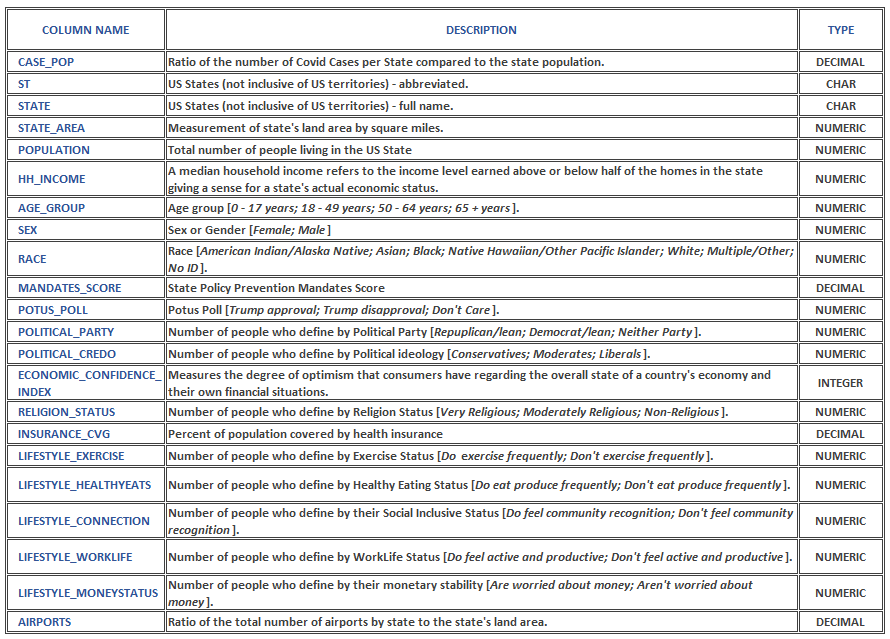 COLUMN NAME DESCRIPTION TYPE
CASE_POP Ratio of the number of Covid Cases per State compared to the state population. DECIMAL
ST US States (not inclusive of US territories) - abbreviated. CHAR
STATE US States (not inclusive of US territories) - full name. CHAR
STATE_AREA Measurement of state's land area by square miles. NUMERIC
POPULATION Total number of people living in the US State NUMERIC
HH_INCOME A median household income refers to the income level earned above or below half of the homes in the state
giving a sense for a state's actual economic status. NUMERIC
AGE_GROUP Age group [0 - 17 years; 18 - 49 years; 50 - 64 years; 65 + years]. NUMERIC
SEX Sex or Gender [Female; Male] NUMERIC
RACE Race [American Indian/Alaska Native; Asian; Black; Native Hawaiian/Other Pacific Islander; White; Multiple/Other;
No ID]. NUMERIC
MANDATES_SCORE State Policy Prevention Mandates Score DECIMAL
POTUS_POLL Potus Poll [Trump approval; Trump disapproval; Don't Care]. NUMERIC
POLITICAL_PARTY Number of people who define by Political Party [Repuplican/lean; Democrat/lean; Neither Party]. NUMERIC
POLITICAL_CREDO Number of people who define by Political ideology [Conservatives; Moderates; Liberals]. NUMERIC
ECONOMIC_CONFIDENCE_ Measures the degree of optimism that consumers have regarding the overall state of a country's economy and
INDEX their own financial situations. INTEGER
RELIGION_STATUS Number of people who define by Religion Status [Very Religious; Moderately Religious; Non-Religious]. NUMERIC
INSURANCE_CVG Percent of population covered by health insurance DECIMAL
LIFESTYLE_EXERCISE Number of people who define by Exercise Status [Do exercise frequently; Don't exercise frequently]. NUMERIC
LIFESTYLE_HEALTHYEATS Number of people who define by Healthy Eating Status [Do eat produce frequently; Don't eat produce frequently]. NUMERIC
LIFESTYLE_CONNECTION Number of people who define by their Social Inclusive Status [Do feel community recognition; Don't feel community
recognition]. NUMERIC
LIFESTYLE_WORKLIFE Number of people who define by WorkLife Status [Do feel active and productive; Don't feel active and productive]. NUMERIC
LIFESTYLE_MONEYSTATUS Number of people who define by their monetary stability [Are worried about money; Aren't worried about
money]. NUMERIC
AIRPORTS Ratio of the total number of airports by state to the state's land area. DECIMAL